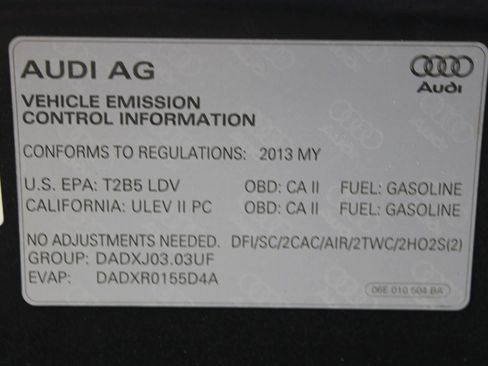 AUDI AG
Audi
VEHICLE EMISSION
CONTROL INFORMATION
CONFORMS TO REGULATIONS: 2013 MY
U.S. EPA: T2B5 LDV OBD: CA II FUEL: GASOLINE
CALIFORNIA: ULEV II PC OBD: CA II FUEL: GASOLINE
NO ADJUSTMENTS NEEDED. DFI/SC/2CAC/AIR/2TWC/2HO2S(2)
GROUP: DADXJ03.03UF
EVAP: DADXR0155D4A
06E 010 504 BA